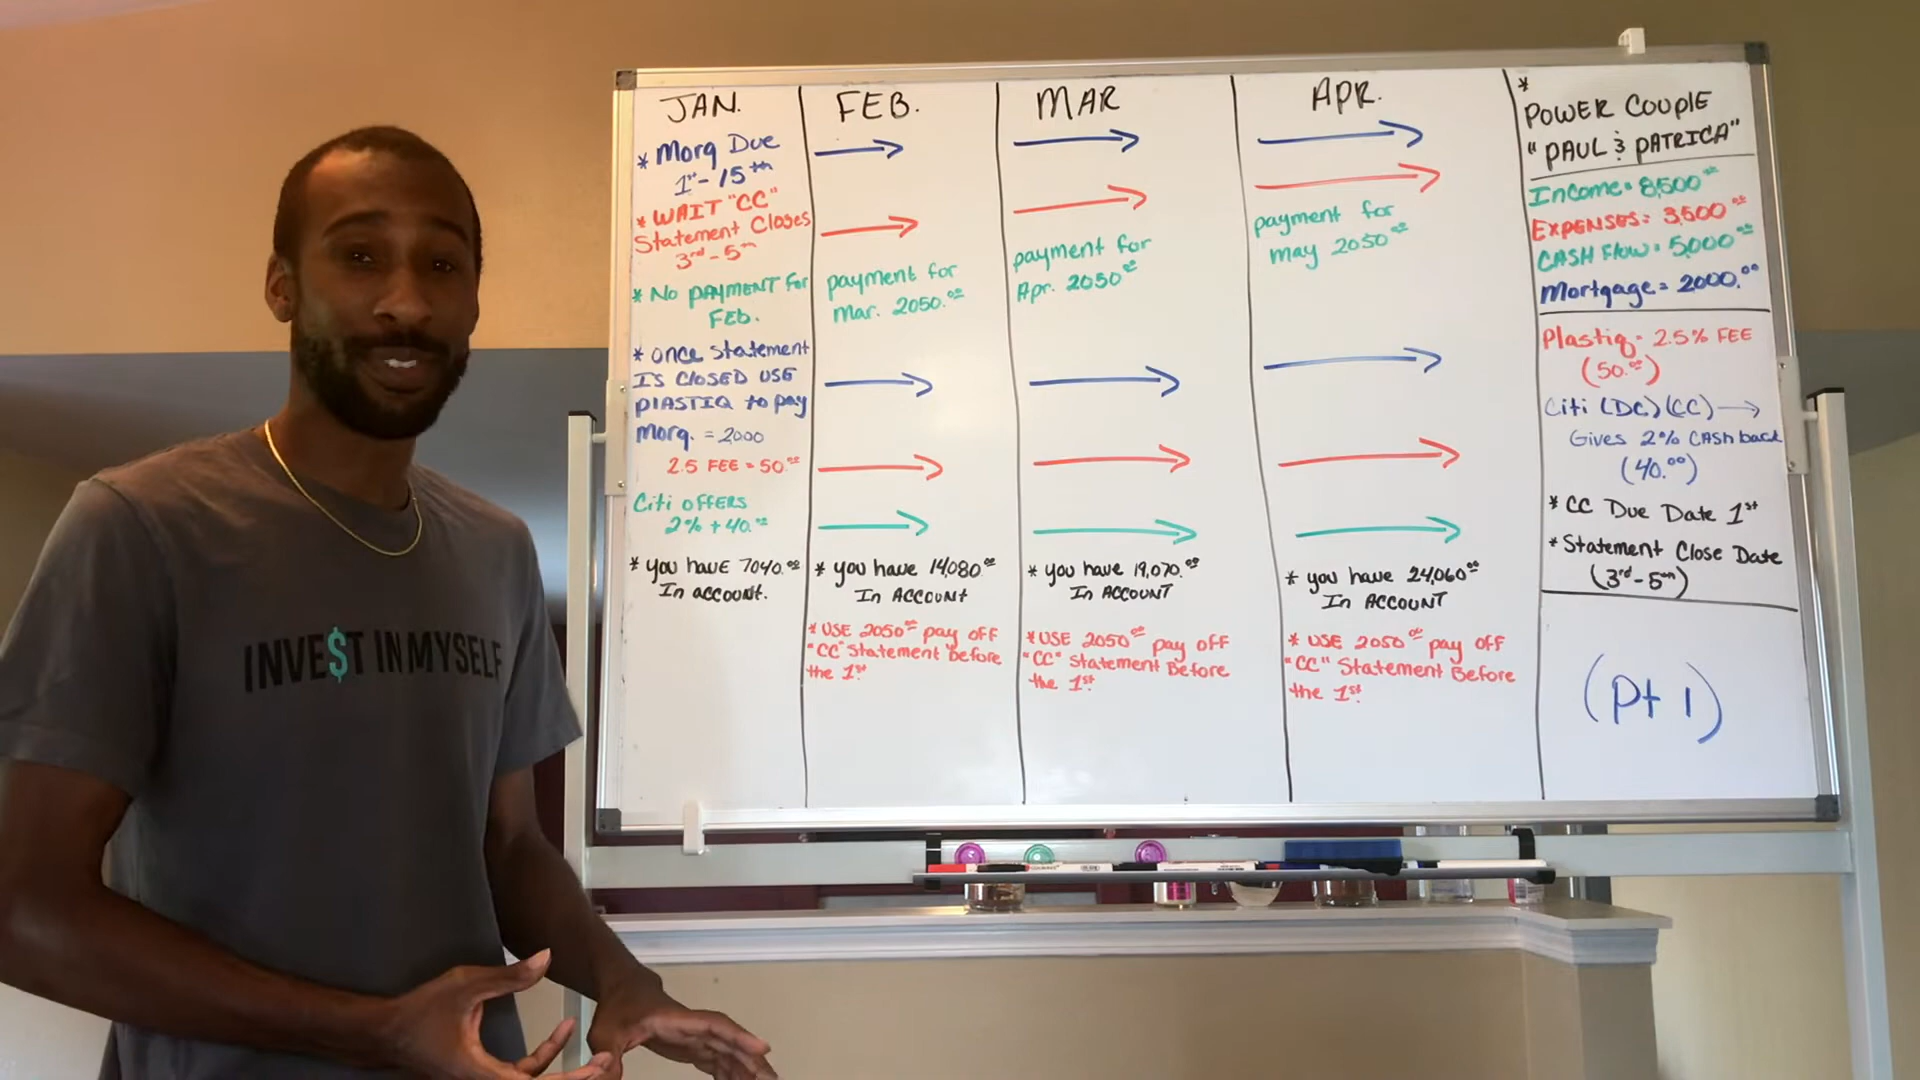 JAN.
* Morg Due
1st - 15th
* WAIT "CC"
Statement Closes
3rd - 5th
* No PAYMENT For
FEb.
* once statement
IS Closed USE
PlASTIQ to pay
Morg. = 2000
2.5 FEE = 50.00
Citi OFFERS
2% + 40.00
* you have 7040.00
In account.
FEB.
payment for
Mar. 2050.00
* you have 14,080.00
In ACCOUNT
* USE 2050.00 pay off
"CC" Statement Before
the 1st.
MAR
payment for
Apr. 2050.00
* you have 19,070.00
In ACCOUNT
* USE 2050.00 pay off
"CC" Statement Before
the 1st.
APR.
payment for
may 2050.00
* you have 24,060.00
In ACCOUNT
* USE 2050.00 pay off
"CC" Statement Before
the 1st.
*
POWER COUPlE
"PAUL & PATRICA"
Income = 8,500.00
EXPENSES = 3,500.00
CASH Flow = 5,000.00
Mortgage = 2000.00
Plastiq - 2.5% FEE
(50.00)
Citi (DC) (CC) →
Gives 2% CASH back
(40.00)
* CC Due Date 1st
* Statement Close Date
(3rd - 5th)
(Pt 1)
INVE$T IN MYSELF